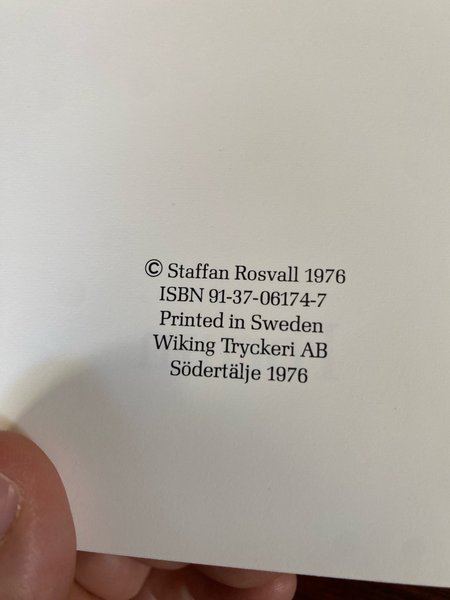 © Staffan Rosvall 1976
ISBN 91-37-06174-7
Printed in Sweden
Wiking Tryckeri AB
Södertälje 1976